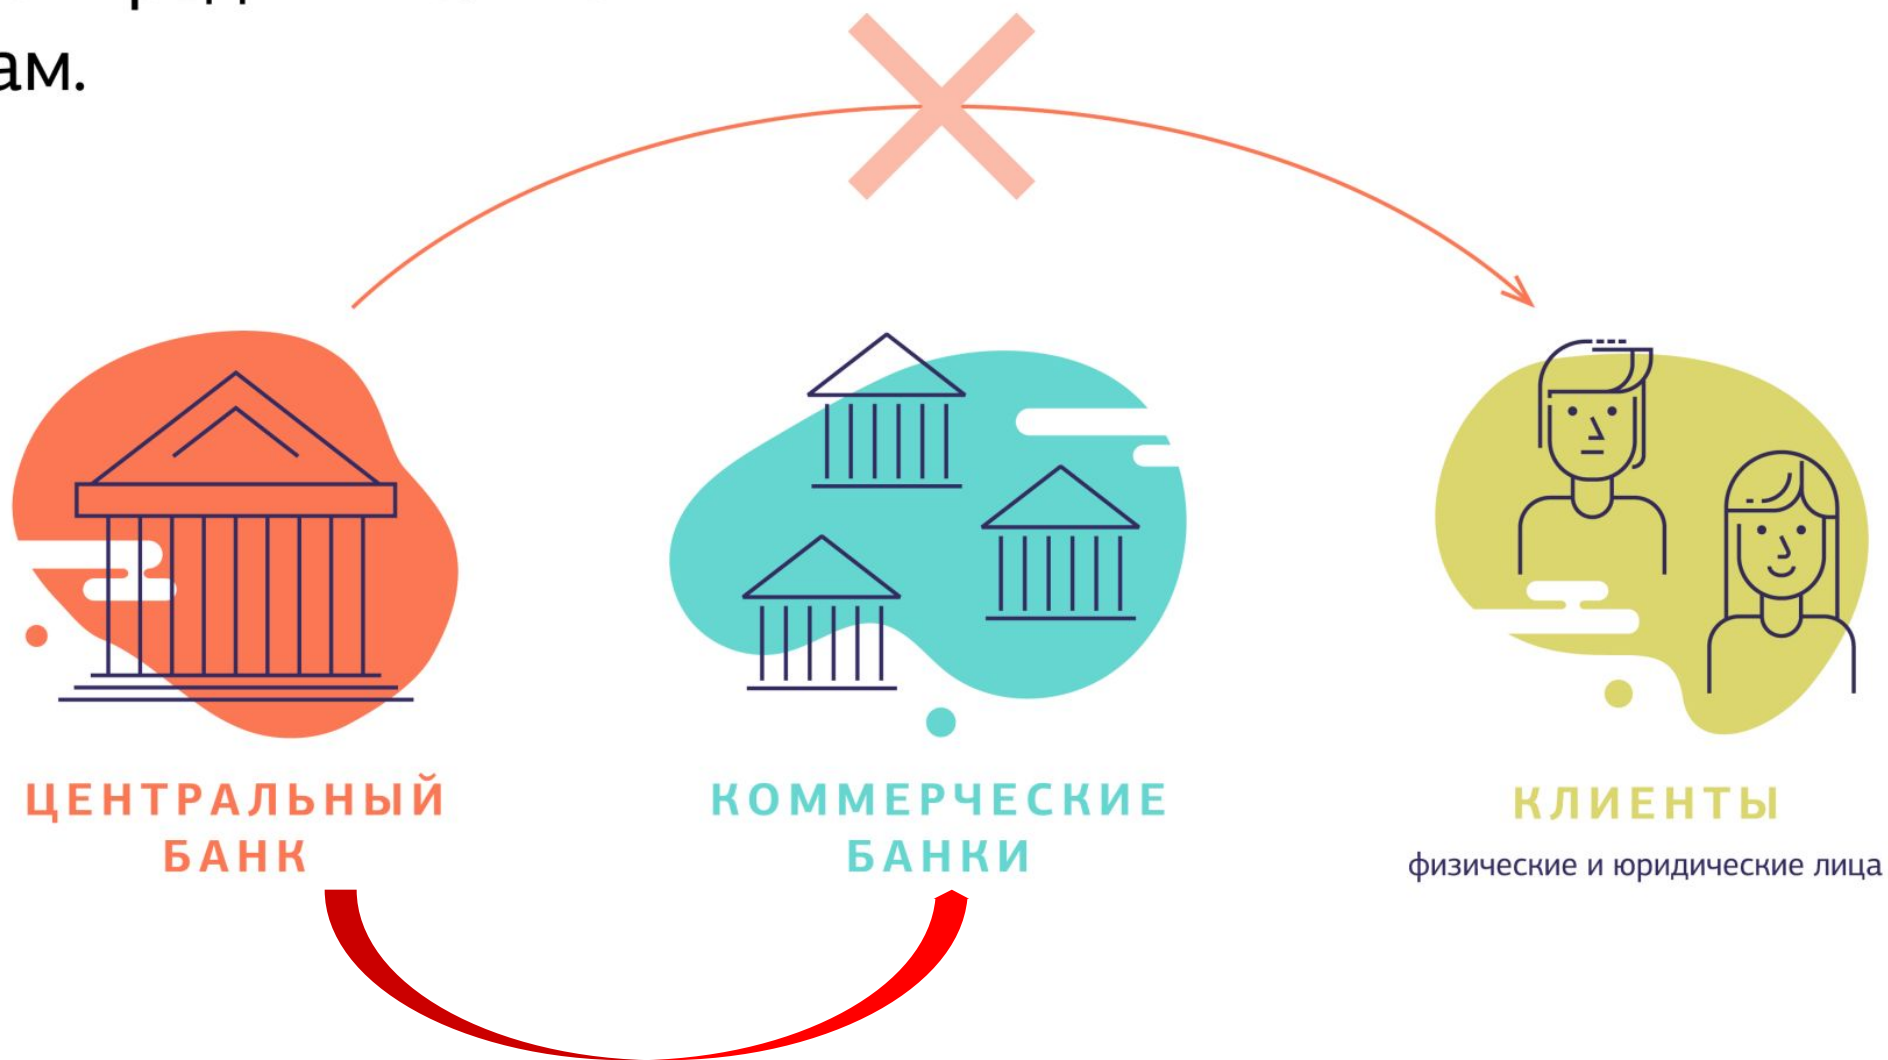 ам.
ЦЕНТРАЛЬНЫЙ
БАНК
КОММЕРЧЕСКИЕ
БАНКИ
КЛИЕНТЫ
физические и юридические лица